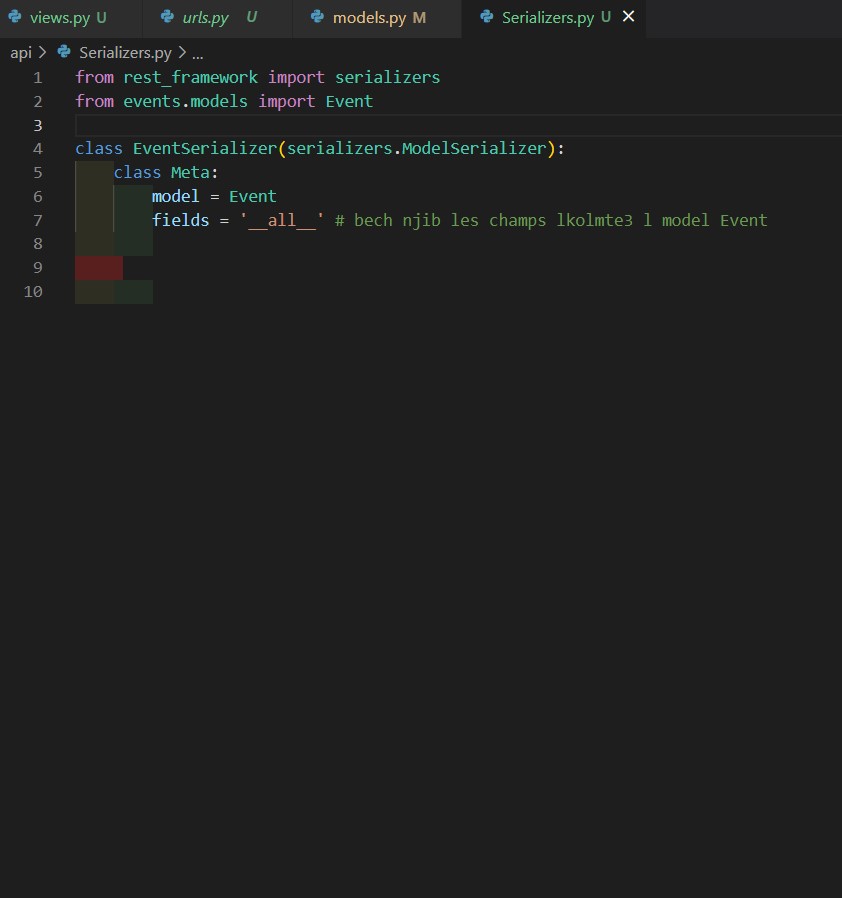 views.py U urls.py U models.py M Serializers.py U
api > Serializers.py > ...
1 from rest_framework import serializers
2 from events.models import Event
3
4 class EventSerializer(serializers.ModelSerializer):
5     class Meta:
6         model = Event
7         fields = '__all__' # bech njib les champs lkolmte3 l model Event
8
9
10